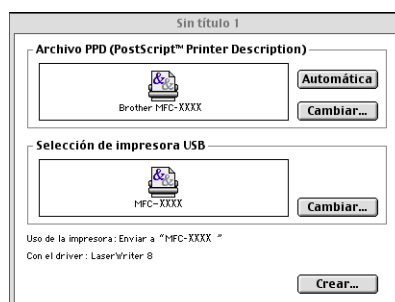 Sin título 1
Archivo PPD (PostScript™ Printer Description)
Brother MFC-XXXX
Automática
Cambiar...
Selección de impresora USB
MFC-XXXX
Cambiar...
Uso de la impresora: Enviar a “MFC-XXXX ”
Con el driver: LaserWriter 8
Crear...